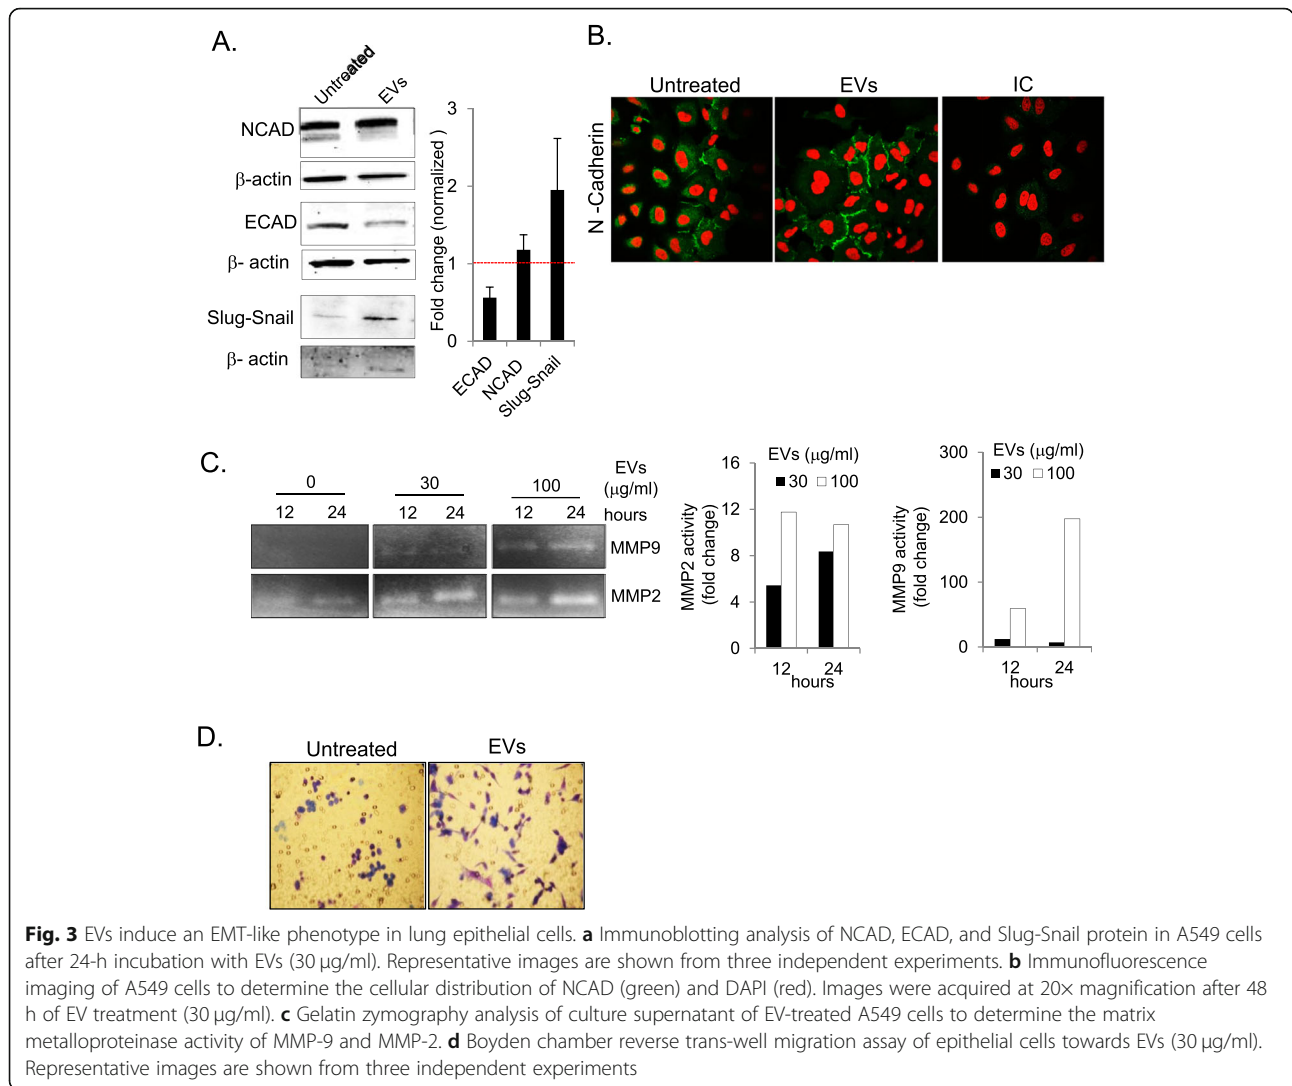 A.
Untreated
EVs
NCAD
β-actin
ECAD
β- actin
Slug-Snail
β- actin
Fold change (normalized )
3
2
1
0
ECAD
NCAD
Slug-Snail
B.
Untreated
EVs
IC
N -Cadherin
C.
0
30
100
EVs
(μg/ml)
12
24
12
24
12
24
hours
MMP9
MMP2
EVs (μg/ml)
30
100
MMP2 activity
(fold change)
16
12
8
4
0
12
24
hours
EVs (μg/ml)
30
100
MMP9 activity
(fold change)
300
200
100
0
12
24
hours
D.
Untreated
EVs
Fig. 3 EVs induce an EMT-like phenotype in lung epithelial cells. a Immunoblotting analysis of NCAD, ECAD, and Slug-Snail protein in A549 cells
after 24-h incubation with EVs (30 μg/ml). Representative images are shown from three independent experiments. b Immunofluorescence
imaging of A549 cells to determine the cellular distribution of NCAD (green) and DAPI (red). Images were acquired at 20× magnification after 48
h of EV treatment (30 μg/ml). c Gelatin zymography analysis of culture supernatant of EV-treated A549 cells to determine the matrix
metalloproteinase activity of MMP-9 and MMP-2. d Boyden chamber reverse trans-well migration assay of epithelial cells towards EVs (30 μg/ml).
Representative images are shown from three independent experiments